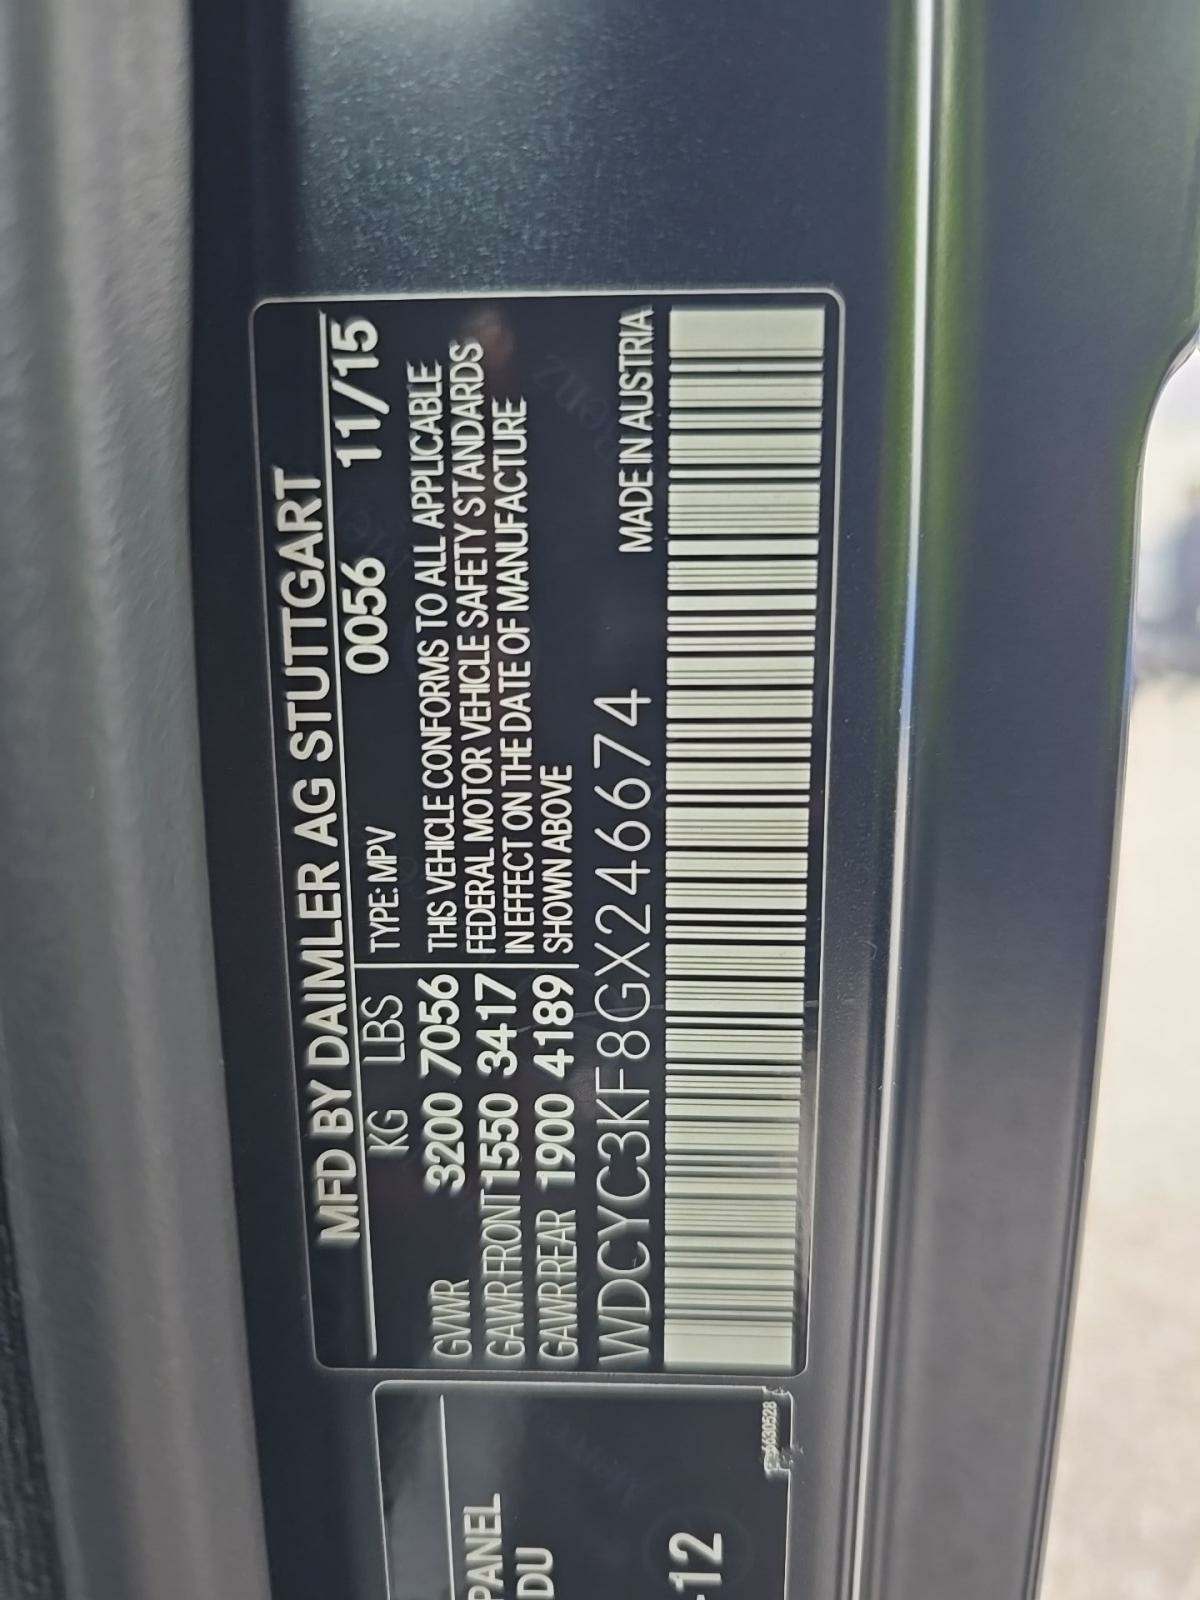 MFD BY DAIMLER AG STUTTGART
KG LBS TYPE: MPV 0056 11/15
GVWR 3200 7056 THIS VEHICLE CONFORMS TO ALL APPLICABLE
GAWR FRONT 1550 3417 FEDERAL MOTOR VEHICLE SAFETY STANDARDS
GAWR REAR 1900 4189 IN EFFECT ON THE DATE OF MANUFACTURE
SHOWN ABOVE
WDCYC3KF8GX246674 MADE IN AUSTRIA
PANEL
DU
-12